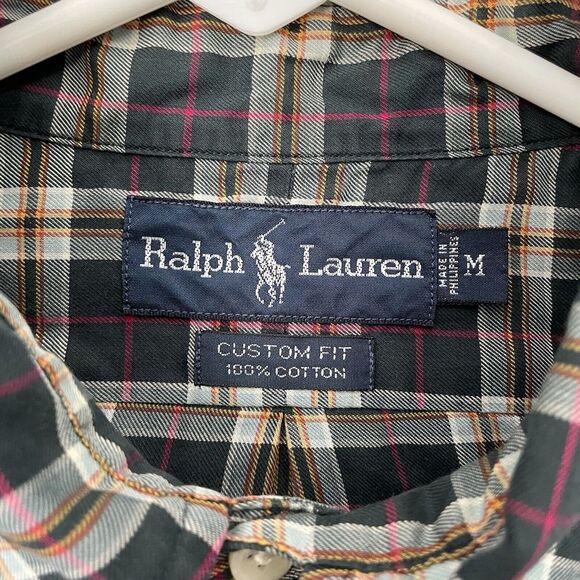 Ralph Lauren
MADE IN
PHILIPPINES
M
CUSTOM FIT
100% COTTON